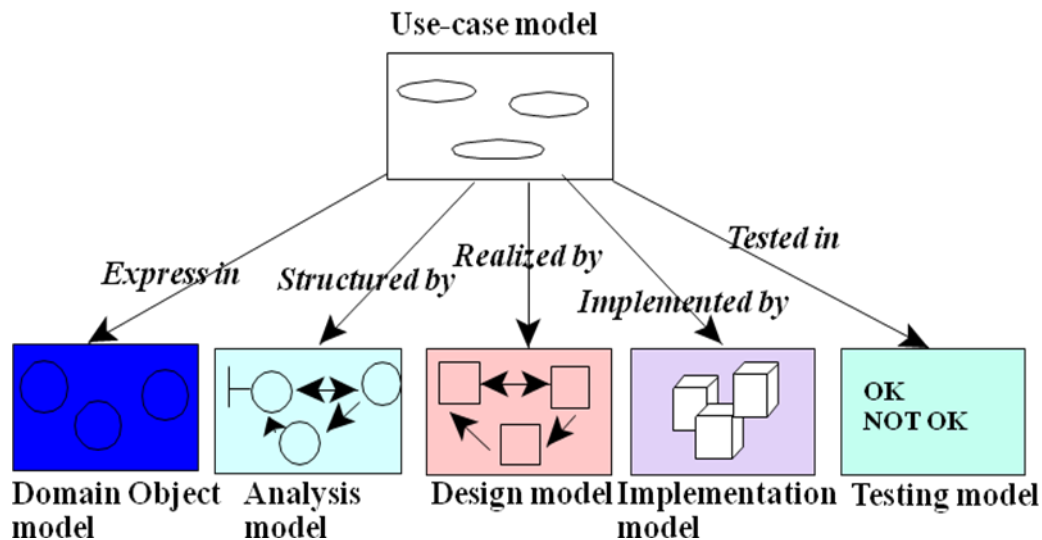 Use-case model
Express in
Structured by
Realized by
Implemented by
Tested in
OK
NOT OK
Domain Object
model
Analysis
model
Design model
Implementation
model
Testing model